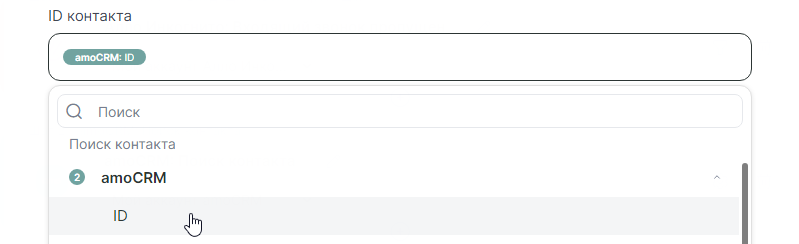 ID контакта
amoCRM: ID
Поиск
Поиск контакта
2 amoCRM
ID